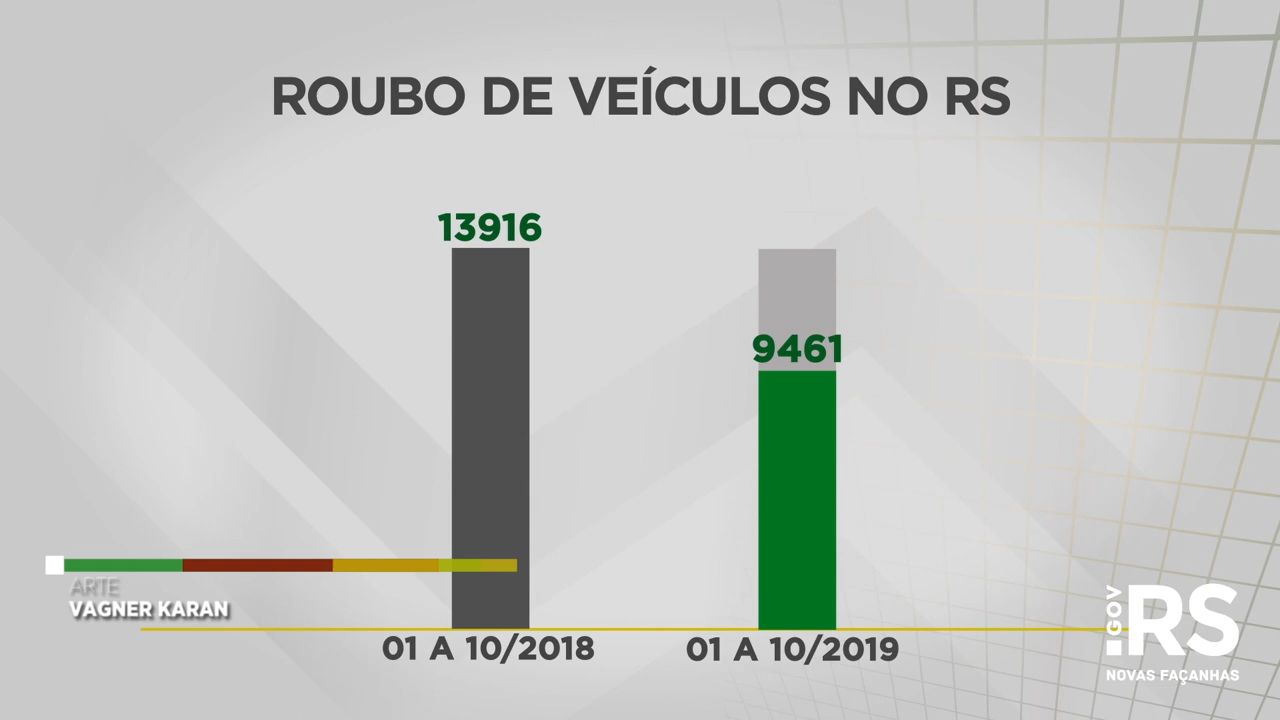 ROUBO DE VEÍCULOS NO RS
13916
9461
ARTE
VAGNER KARAN
01 A 10/2018
01 A 10/2019
.GOV
RS
NOVAS FAÇANHAS